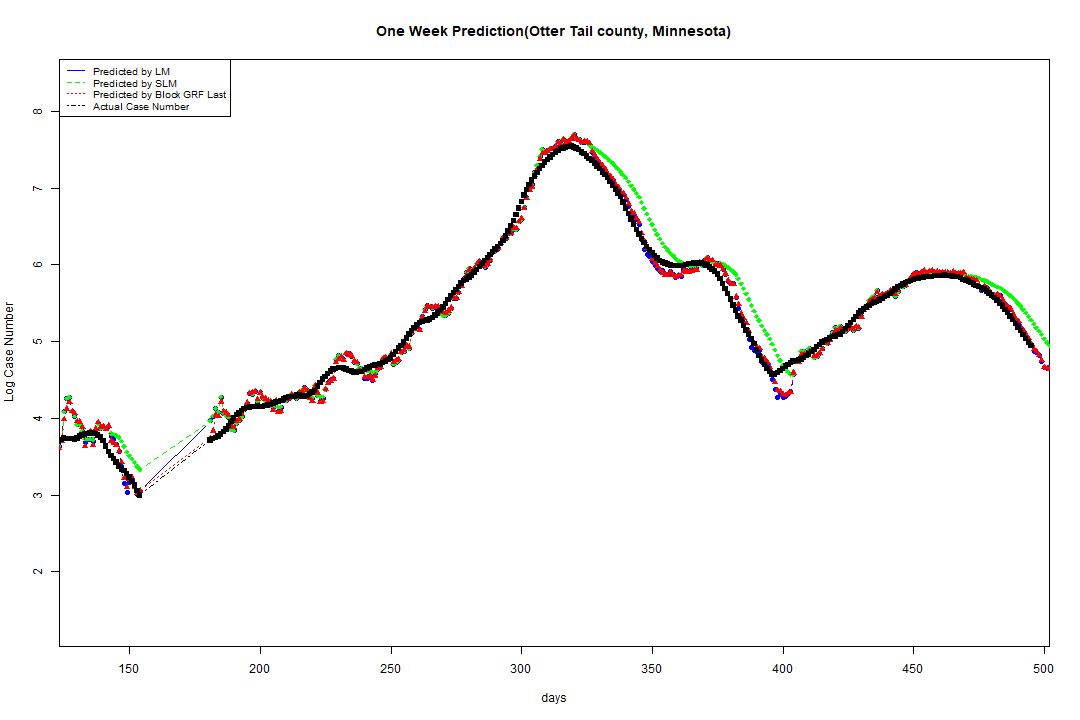 One Week Prediction(Otter Tail county, Minnesota)
Predicted by LM
Predicted by SLM
Predicted by Block GRF Last
Actual Case Number
Log Case Number
8
7
6
5
4
3
2
150 200 250 300 350 400 450 500
days